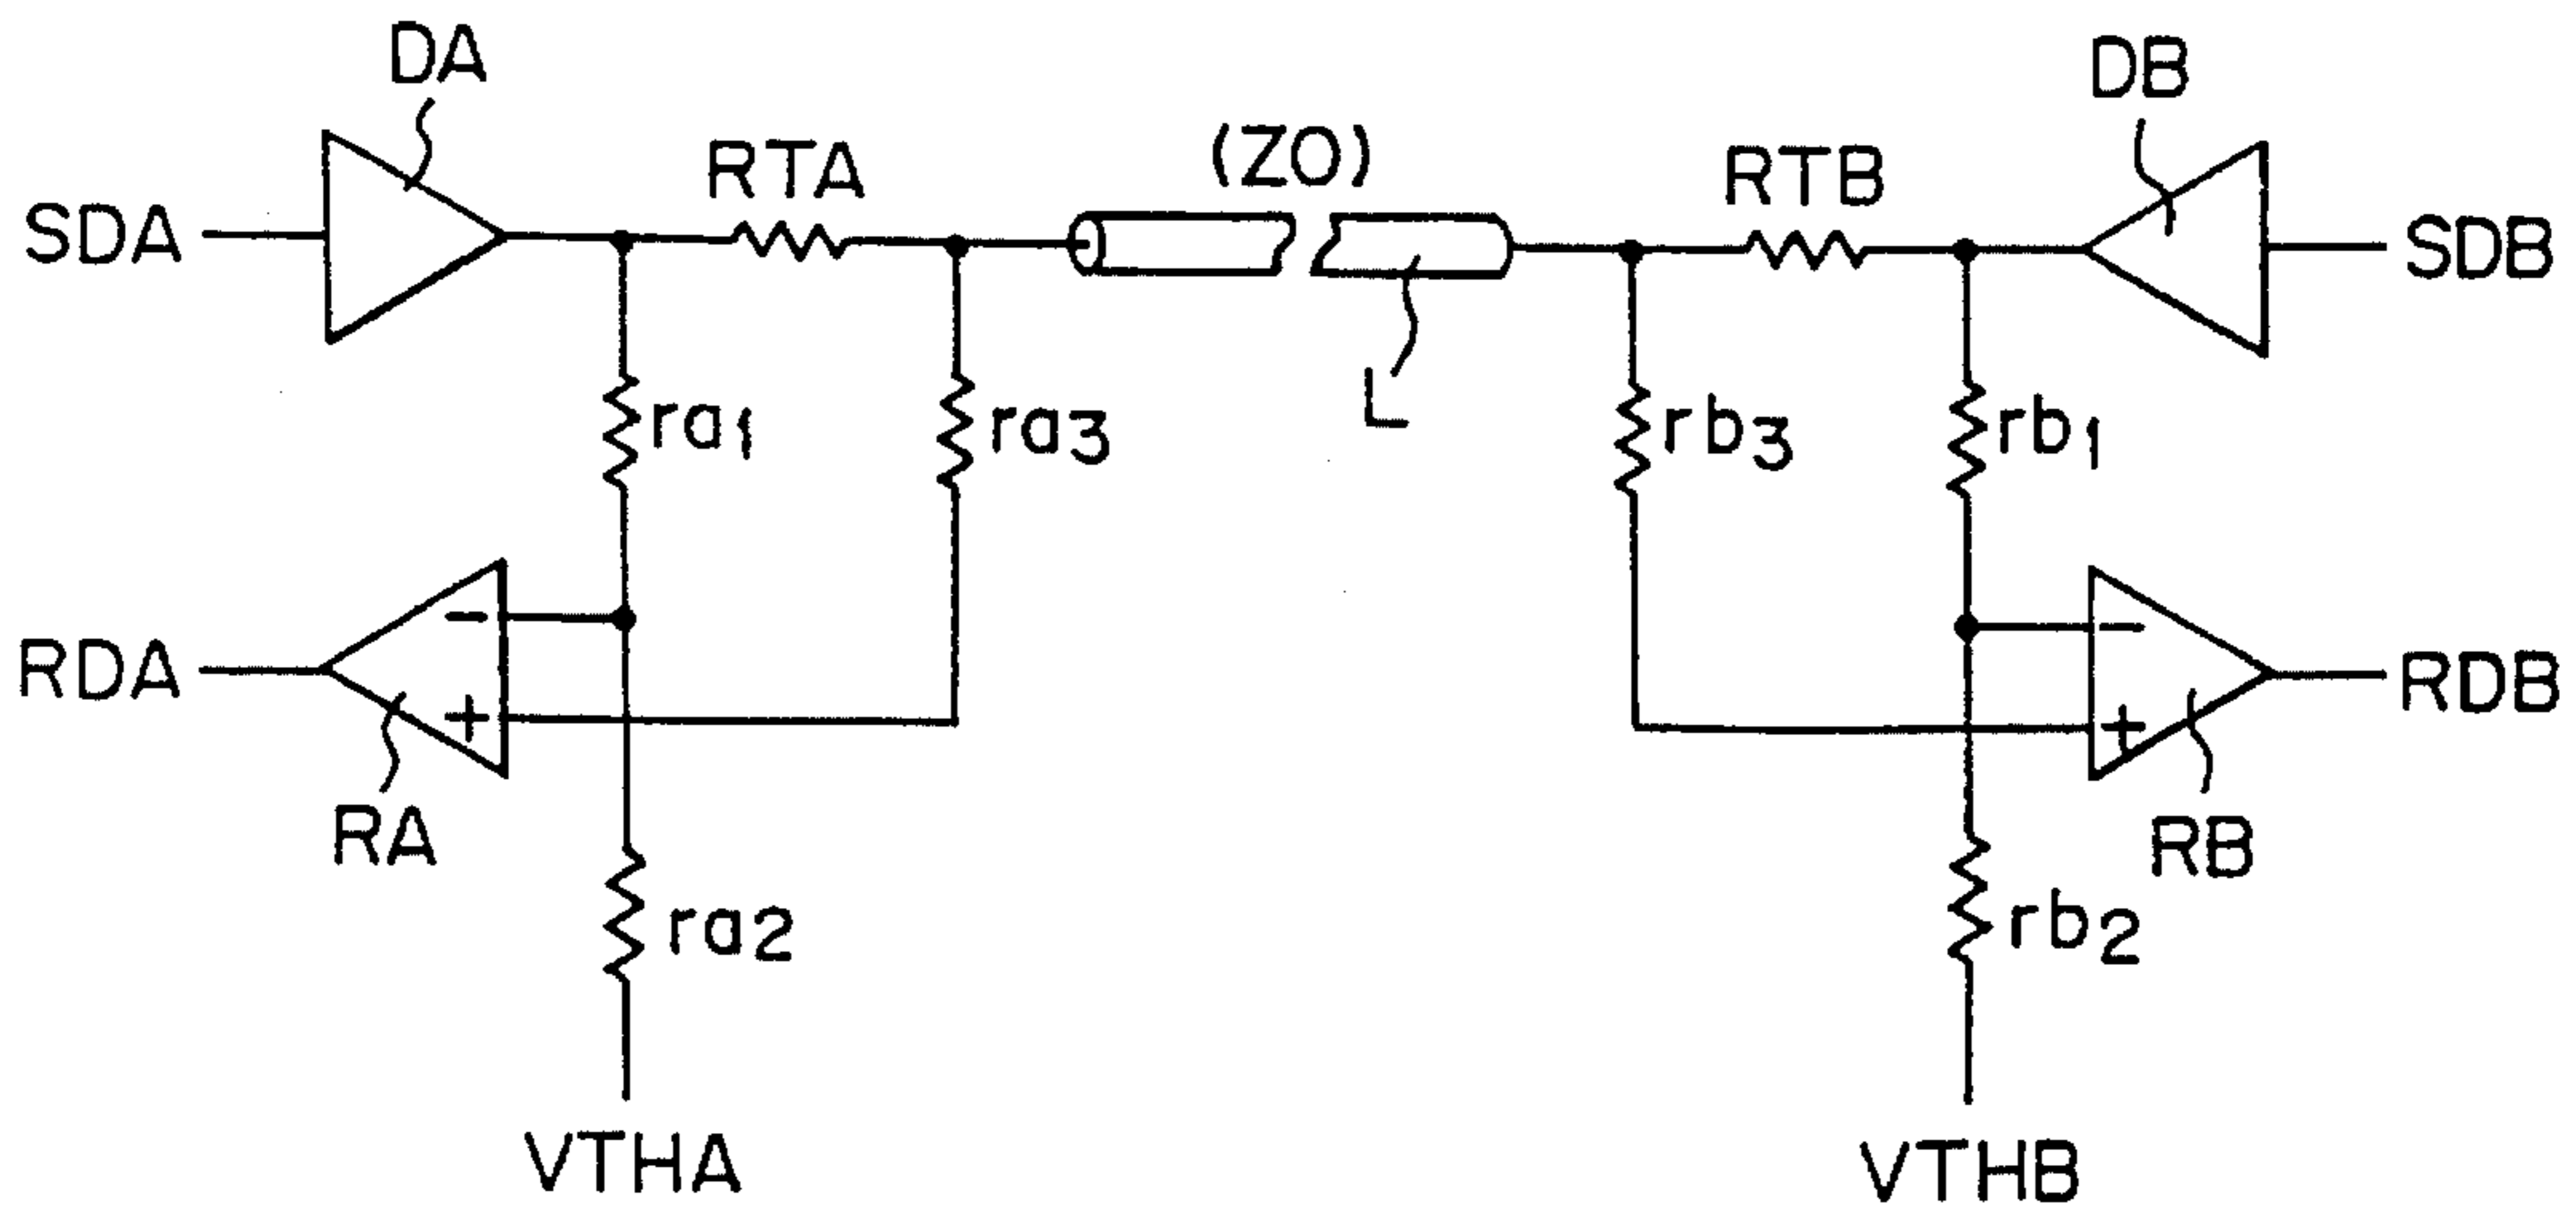 DA
DB
RTA
(ZO)
RTB
SDA
SDB
L
ra1
ra3
rb3
rb1
-
-
RDA
RDB
+
+
RA
RB
ra2
rb2
VTHA
VTHB